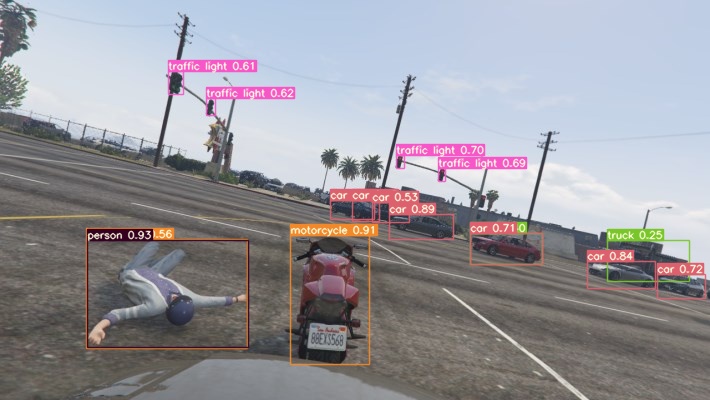 traffic light 0.61
traffic light 0.62
traffic light 0.70
traffic light 0.69
car car car 0.53
car 0.89
car 0.71 0
truck 0.25
car 0.84
car 0.72
person 0.93 .56
motorcycle 0.91
88EX3568